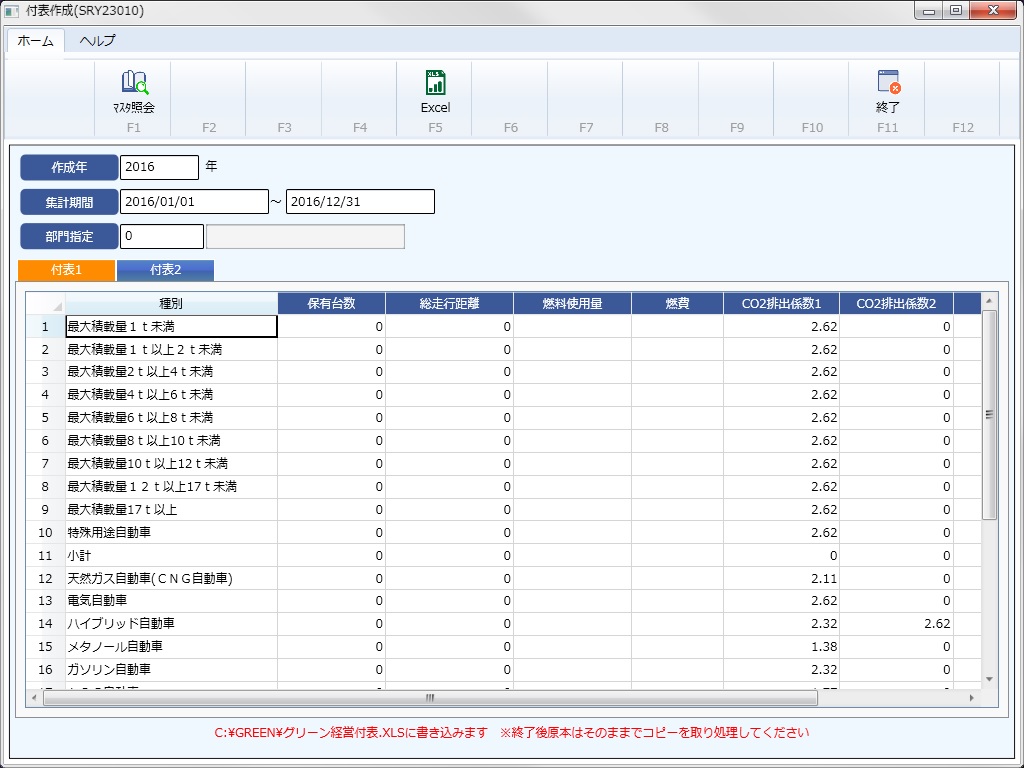 付表作成(SRY23010)
ホーム ヘルプ
ﾏｽﾀ照会 Excel 終了
F1 F2 F3 F4 F5 F6 F7 F8 F9 F10 F11 F12
作成年 2016 年
集計期間 2016/01/01 ～ 2016/12/31
部門指定 0
付表1 付表2
種別 保有台数 総走行距離 燃料使用量 燃費 CO2排出係数1 CO2排出係数2
1 最大積載量１ｔ未満 0 0 2.62 0
2 最大積載量１ｔ以上２ｔ未満 0 0 2.62 0
3 最大積載量2ｔ以上4ｔ未満 0 0 2.62 0
4 最大積載量4ｔ以上6ｔ未満 0 0 2.62 0
5 最大積載量6ｔ以上8ｔ未満 0 0 2.62 0
6 最大積載量8ｔ以上10ｔ未満 0 0 2.62 0
7 最大積載量10ｔ以上12ｔ未満 0 0 2.62 0
8 最大積載量１２ｔ以上17ｔ未満 0 0 2.62 0
9 最大積載量17ｔ以上 0 0 2.62 0
10 特殊用途自動車 0 0 2.62 0
11 小計 0 0 0 0
12 天然ガス自動車(ＣＮＧ自動車) 0 0 2.11 0
13 電気自動車 0 0 2.62 0
14 ハイブリッド自動車 0 0 2.32 2.62
15 メタノール自動車 0 0 1.38 0
16 ガソリン自動車 0 0 2.32 0
C:¥GREEN¥グリーン経営付表.XLSに書き込みます　※終了後原本はそのままでコピーを取り処理してください